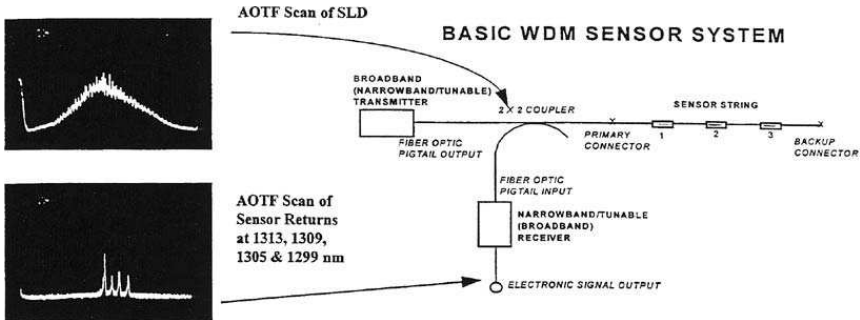 AOTF Scan of SLD
BASIC WDM SENSOR SYSTEM
BROADBAND
(NARROWBAND/TUNABLE)
TRANSMITTER
2 X 2 COUPLER
SENSOR STRING
FIBER OPTIC
PIGTAIL OUTPUT
PRIMARY
CONNECTOR
1
2
3
BACKUP
CONNECTOR
FIBER OPTIC
PIGTAIL INPUT
AOTF Scan of
Sensor Returns
at 1313, 1309,
1305 & 1299 nm
NARROWBAND/TUNABLE
(BROADBAND)
RECEIVER
ELECTRONIC SIGNAL OUTPUT